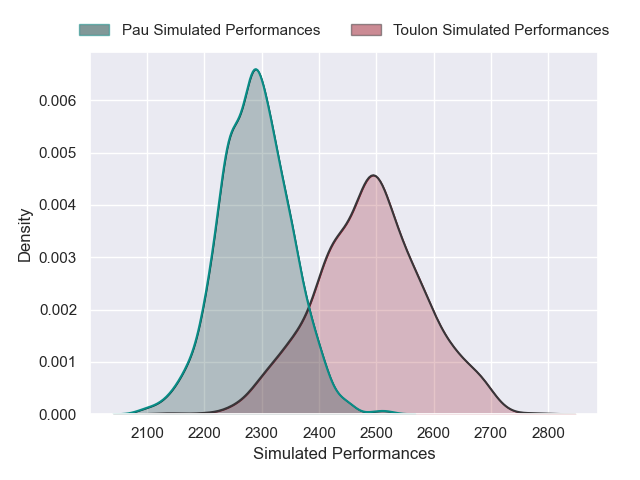 Pau Simulated Performances
Toulon Simulated Performances
0.006
0.005
0.004
0.003
0.002
0.001
0.000
Density
2100 2200 2300 2400 2500 2600 2700 2800
Simulated Performances